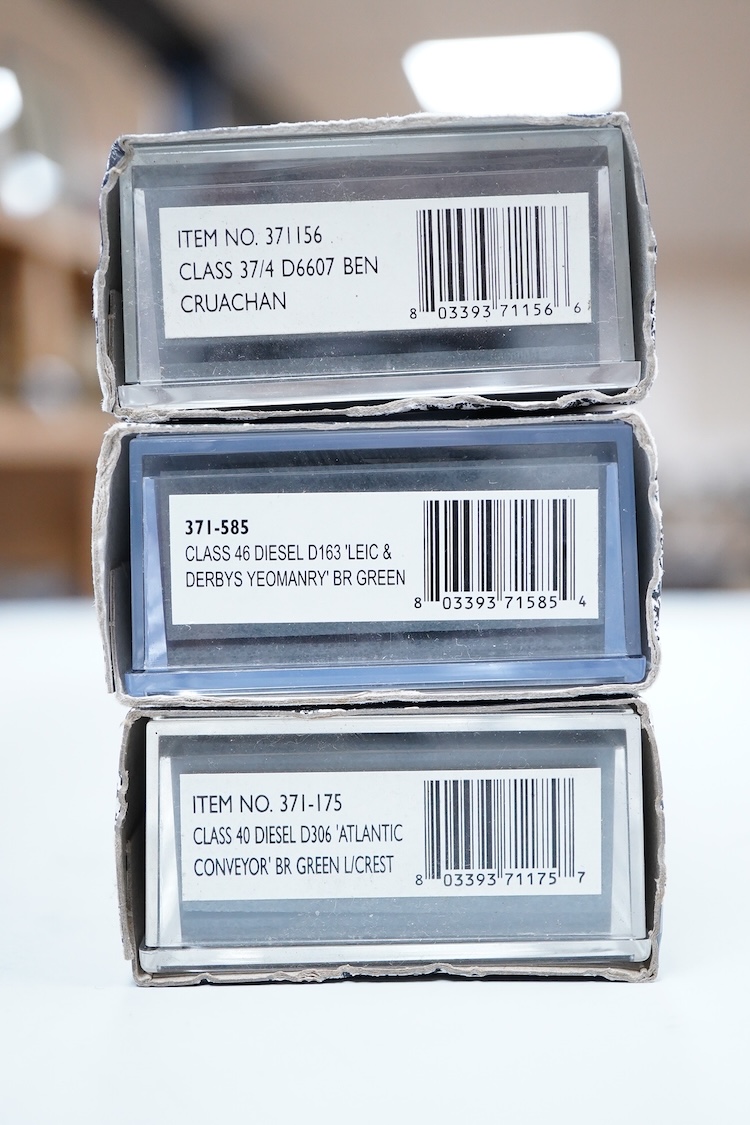 ITEM NO. 371156
CLASS 37/4 D6607 BEN
CRUACHAN
8 03393 71156 6
371-585
CLASS 46 DIESEL D163 'LEIC &
DERBYS YEOMANRY' BR GREEN
8 03393 71585 4
ITEM NO. 371-175
CLASS 40 DIESEL D306 'ATLANTIC
CONVEYOR' BR GREEN L/CREST
8 03393 71175 7